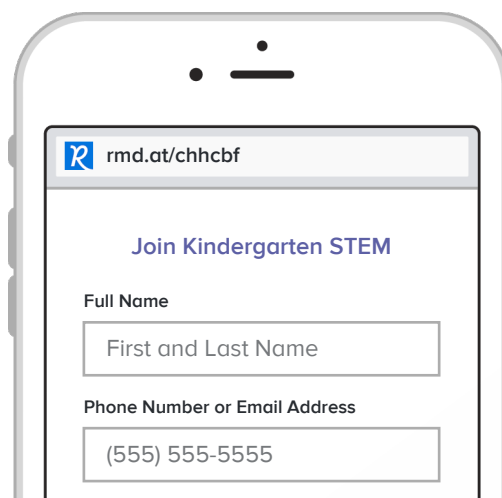 rmd.at/chhcbf
Join Kindergarten STEM
Full Name
First and Last Name
Phone Number or Email Address
(555) 555-5555